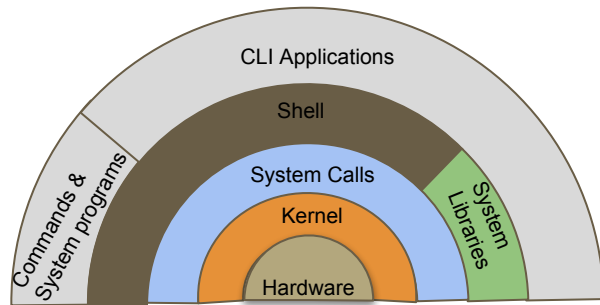 CLI Applications
Shell
Commands &
System programs
System Calls
System
Libraries
Kernel
Hardware